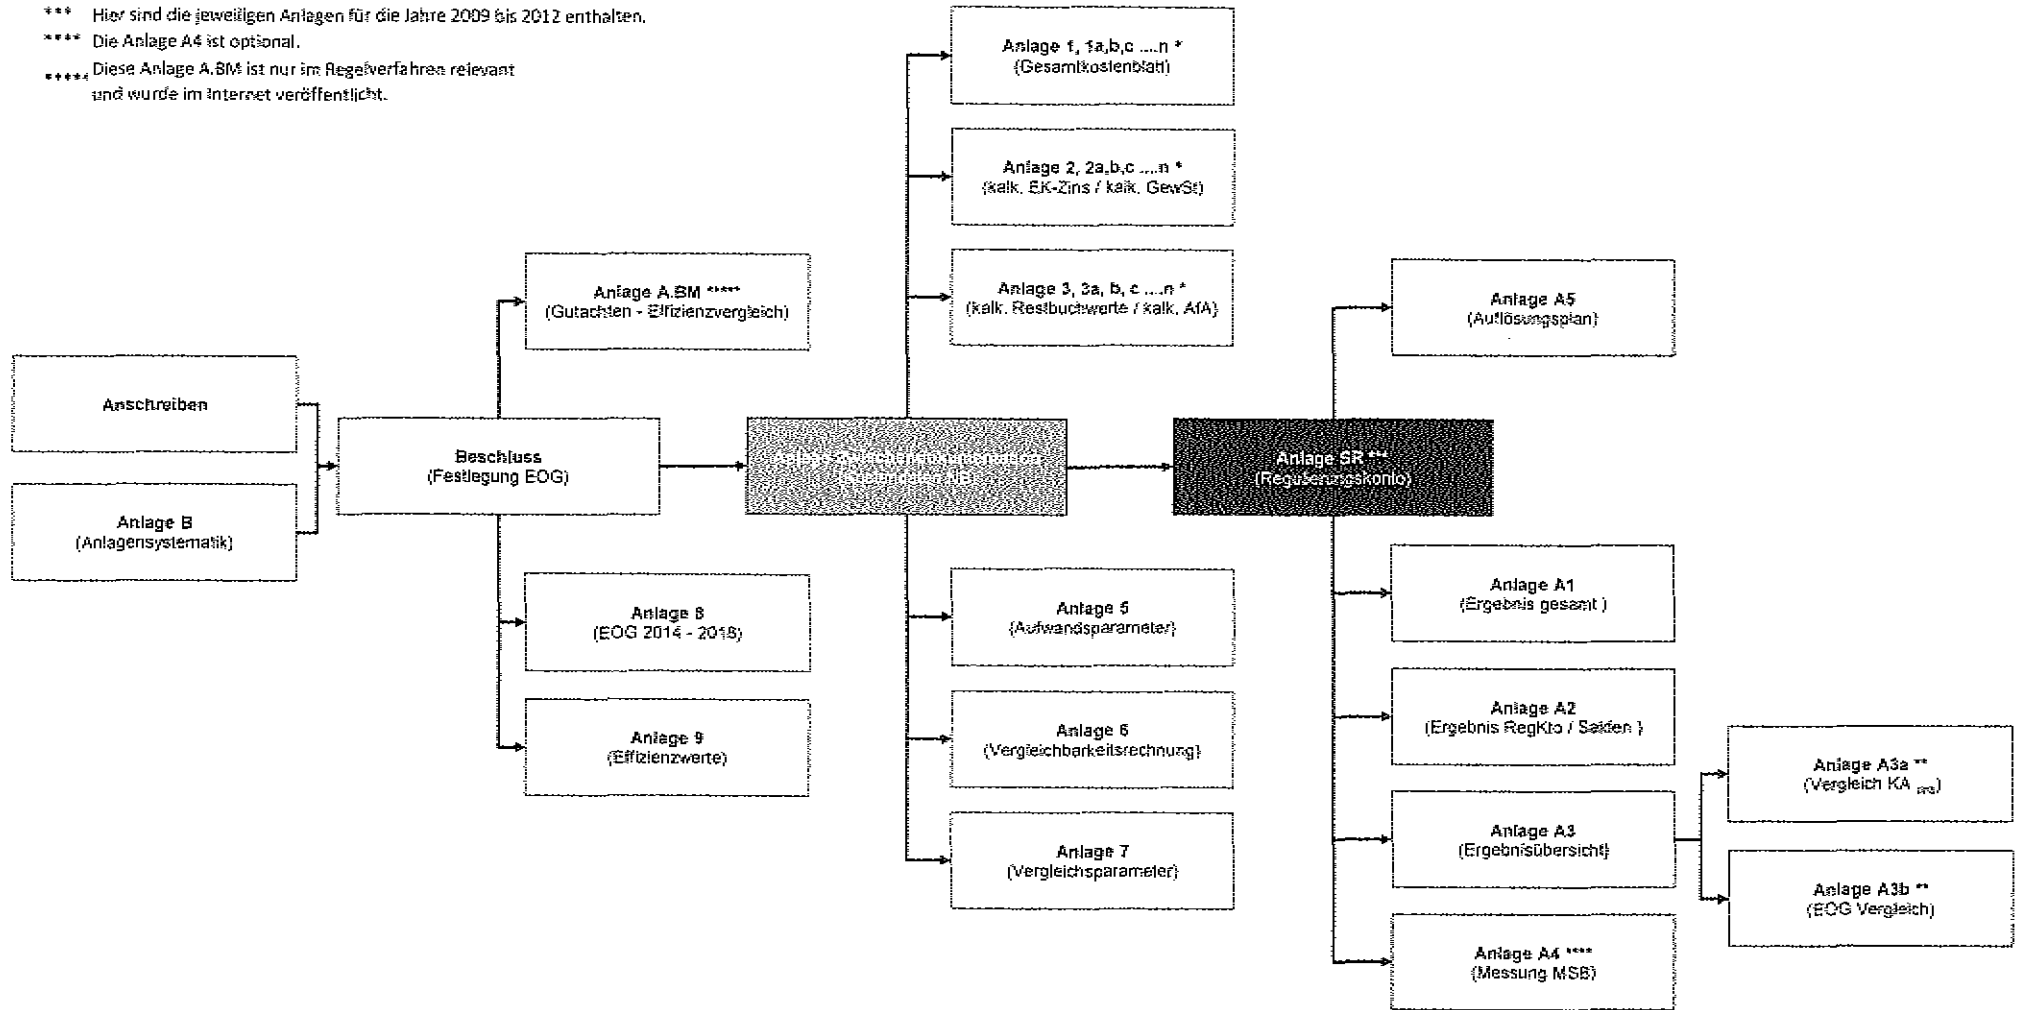 *** Hier sind die jeweiligen Anlagen für die Jahre 2009 bis 2012 enthalten.
**** Die Anlage A4 ist optional.
***** Diese Anlage A.BM ist nur im Regelverfahren relevant
und wurde im Internet veröffentlicht.
Anlage 1, 1a,b,c ....n *
(Gesamtkostenblatt)
Anlage 2, 2a,b,c ....n *
(kalk. EK-Zins / kalk. GewSt)
Anlage 3, 3a, b, c ....n *
(kalk. Restbuchwerte / kalk. AfA)
Anlage A.BM *****
(Gutachten - Effizienzvergleich)
Anlage A5
(Auflösungsplan)
Anschreiben
Beschluss
(Festlegung EOG)
Anlage SR ***
(Regulierungskonto)
Anlage B
(Anlagensystematik)
Anlage 8
(EOG 2014 - 2018)
Anlage 9
(Effizienzwerte)
Anlage 5
(Aufwandsparameter)
Anlage 6
(Vergleichbarkeitsrechnung)
Anlage 7
(Vergleichsparameter)
Anlage A1
(Ergebnis gesamt )
Anlage A2
(Ergebnis RegKto / Salden )
Anlage A3
(Ergebnisübersicht)
Anlage A4 ****
(Messung MSB)
Anlage A3a **
(Vergleich KA )
Anlage A3b **
(EOG Vergleich)